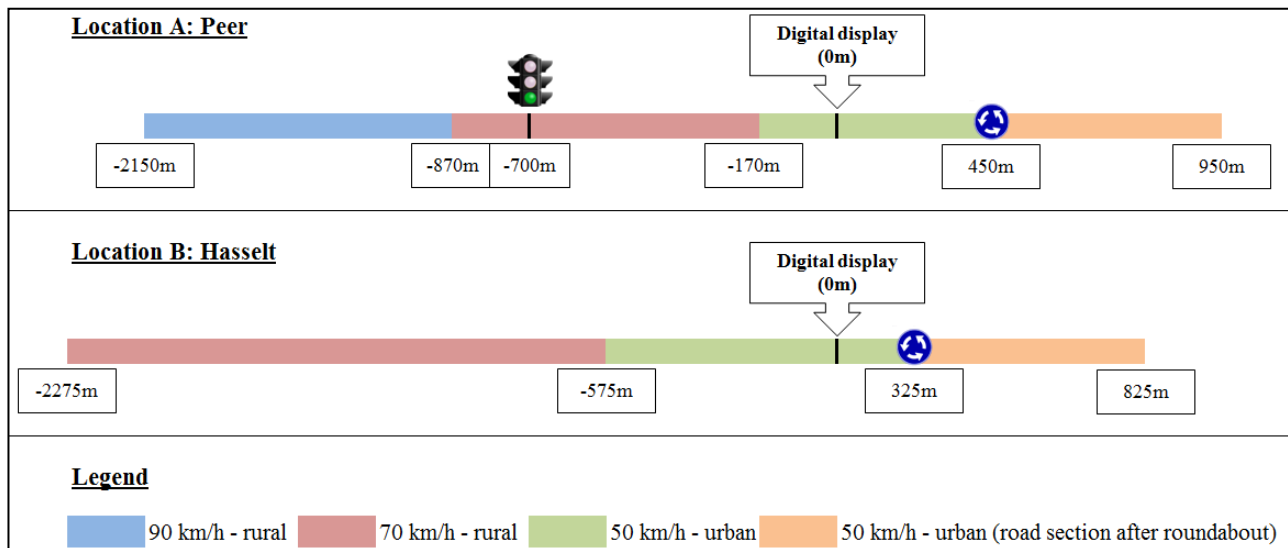 Location A: Peer
Digital display
(0m)
-2150m
-870m
-700m
-170m
450m
950m
Location B: Hasselt
Digital display
(0m)
-2275m
-575m
325m
825m
Legend
90 km/h - rural
70 km/h - rural
50 km/h - urban
50 km/h - urban (road section after roundabout)